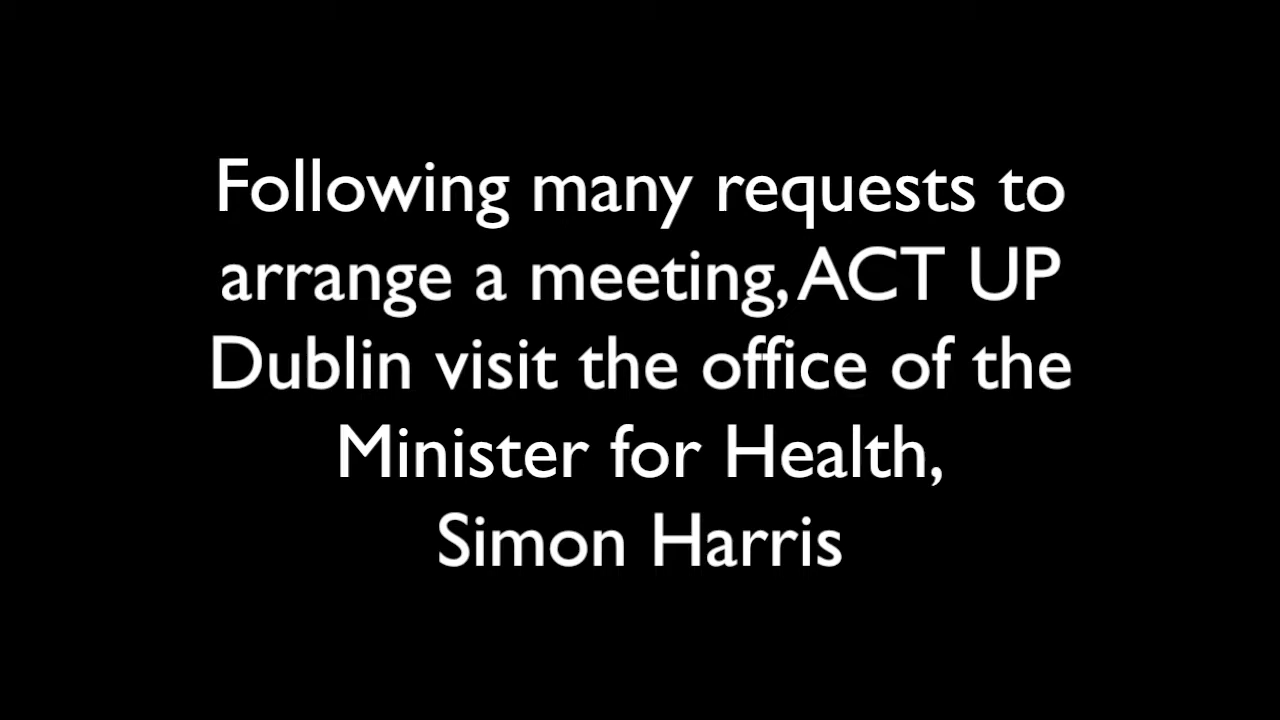 Following many requests to
arrange a meeting, ACT UP
Dublin visit the office of the
Minister for Health,
Simon Harris